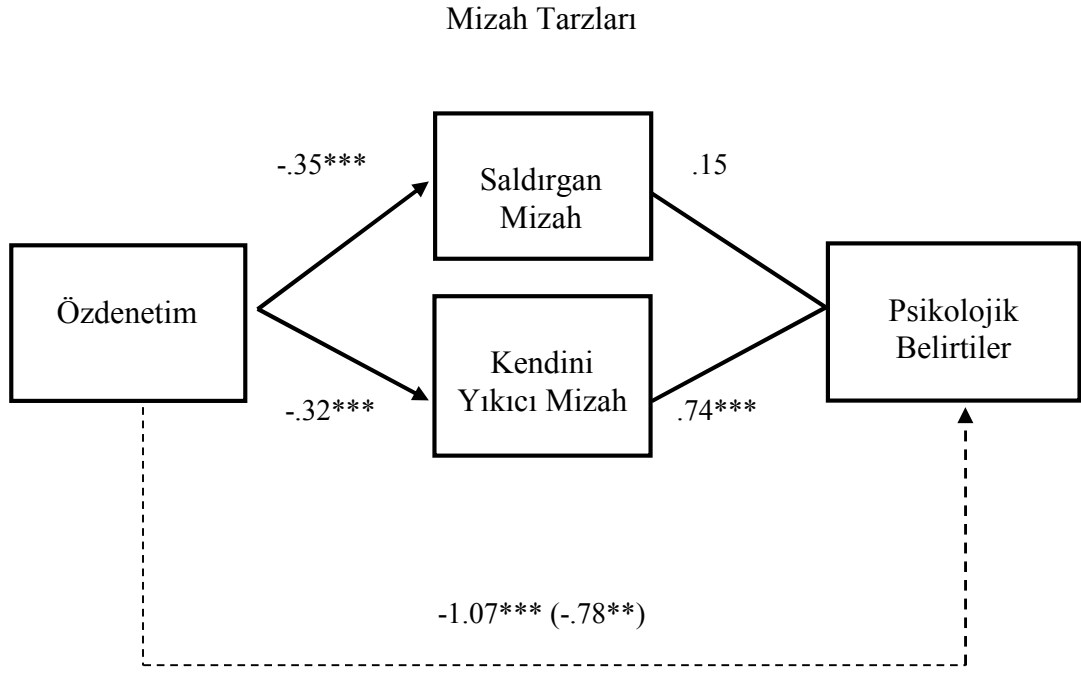 Mizah Tarzları
-.35***
Saldırgan
Mizah
.15
Özdenetim
Psikolojik
Belirtiler
Kendini
Yıkıcı Mizah
-.32***
.74***
-1.07*** (-.78**)